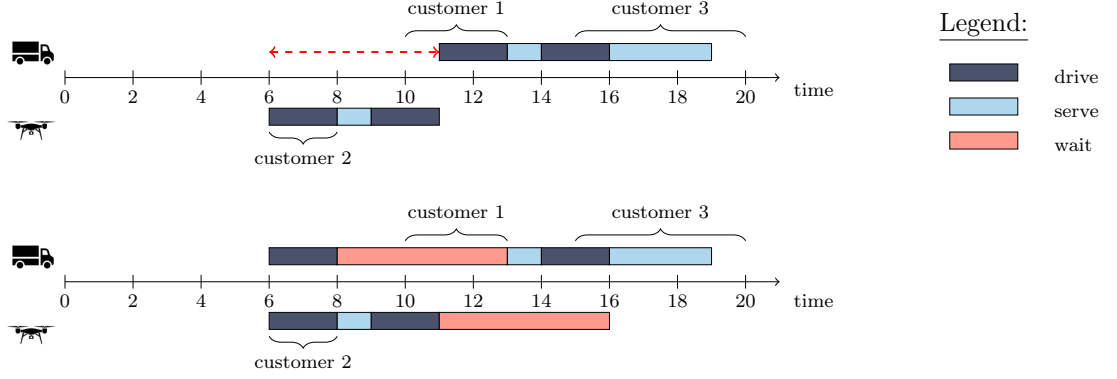 customer 1 customer 3
0 2 4 6 8 10 12 14 16 18 20 time
customer 2
customer 1 customer 3
0 2 4 6 8 10 12 14 16 18 20 time
customer 2
Legend:
drive
serve
wait